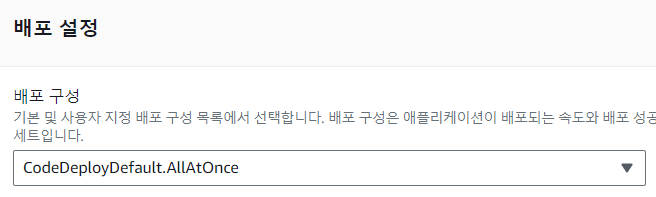 배포 설정
배포 구성
기본 및 사용자 지정 배포 구성 목록에서 선택합니다. 배포 구성은 애플리케이션이 배포되는 속도와 배포 성공
세트입니다.
CodeDeployDefault.AllAtOnce